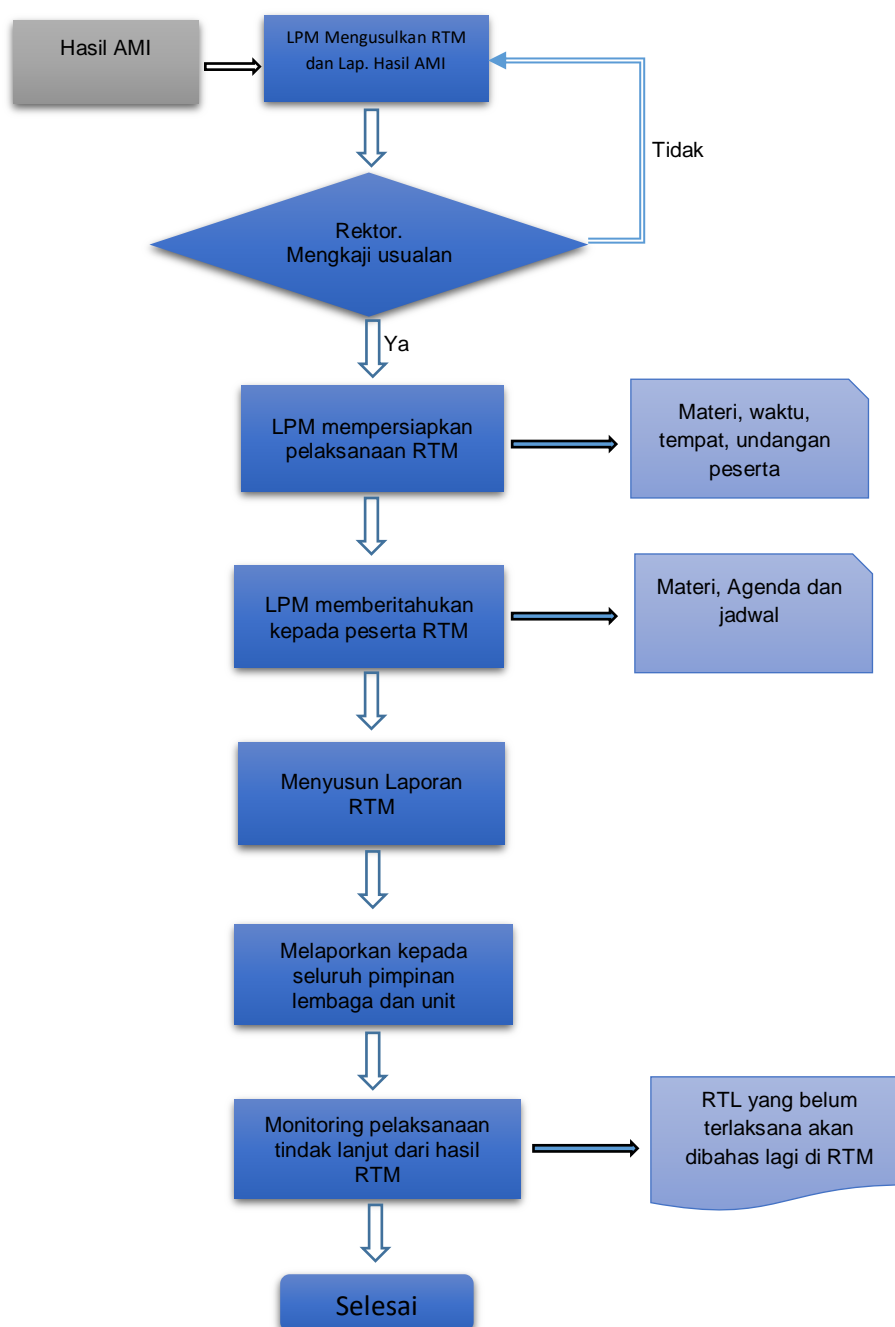 Hasil AMI
LPM Mengusulkan RTM
dan Lap. Hasil AMI
Tidak
Rektor.
Mengkaji usualan
Ya
LPM mempersiapkan
pelaksanaan RTM
Materi, waktu,
tempat, undangan
peserta
LPM memberitahukan
kepada peserta RTM
Materi, Agenda dan
jadwal
Menyusun Laporan
RTM
Melaporkan kepada
seluruh pimpinan
lembaga dan unit
Monitoring pelaksanaan
tindak lanjut dari hasil
RTM
RTL yang belum
terlaksana akan
dibahas lagi di RTM
Selesai